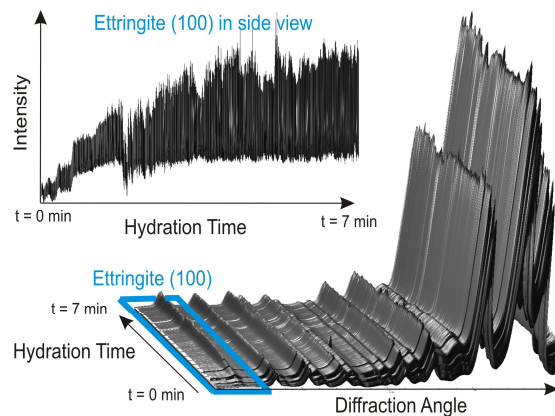 Ettringite (100) in side view
Intensity
t = 0 min
t = 7 min
Hydration Time
Ettringite (100)
t = 7 min
Hydration Time
t = 0 min
Diffraction Angle